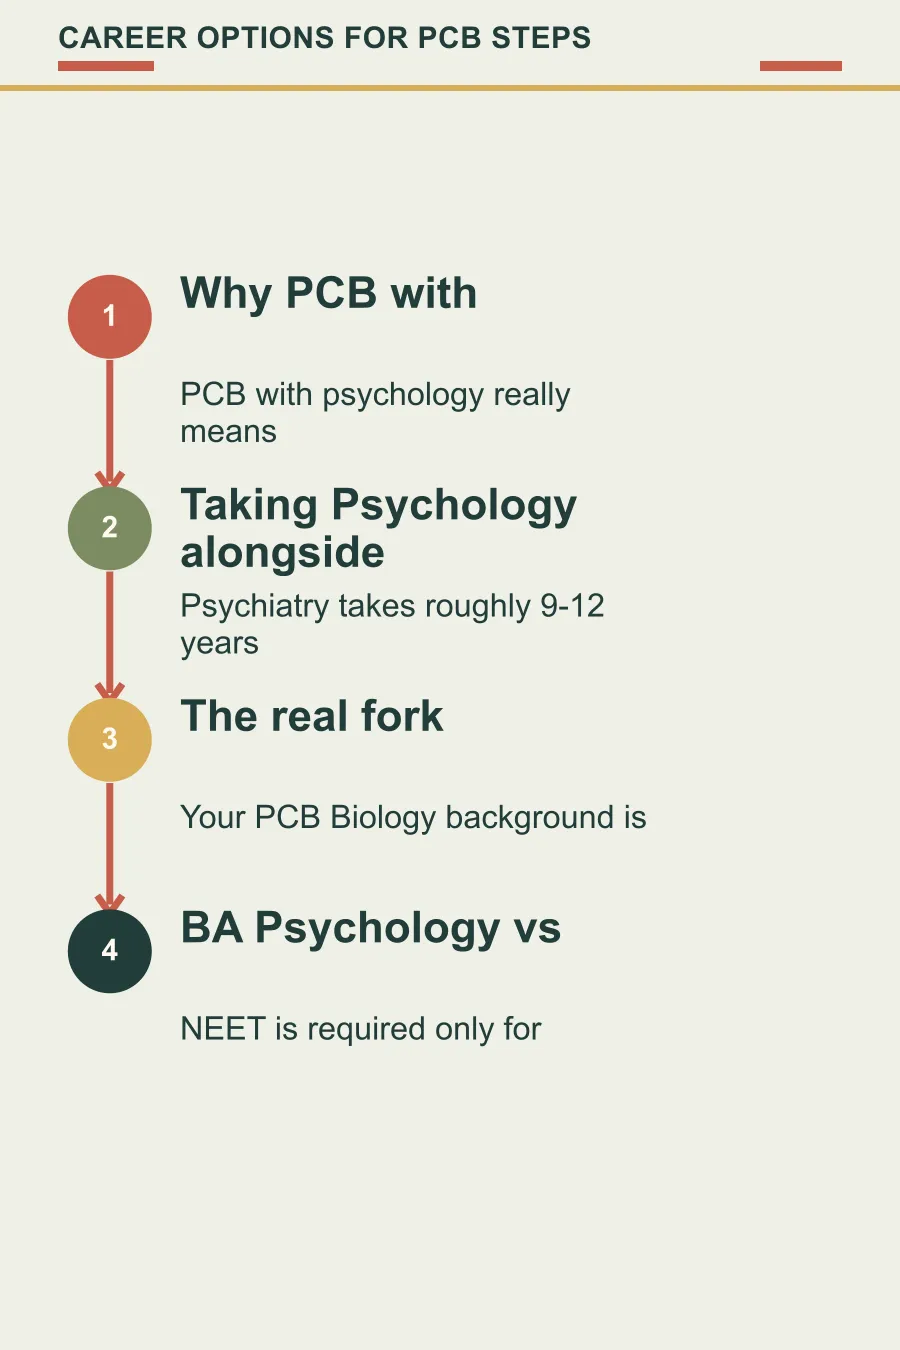 CAREER OPTIONS FOR PCB STEPS
1
Why PCB with
PCB with psychology really
means
2
Taking Psychology
alongside
Psychiatry takes roughly 9-12
years
3
The real fork
Your PCB Biology background is
4
BA Psychology vs
NEET is required only for